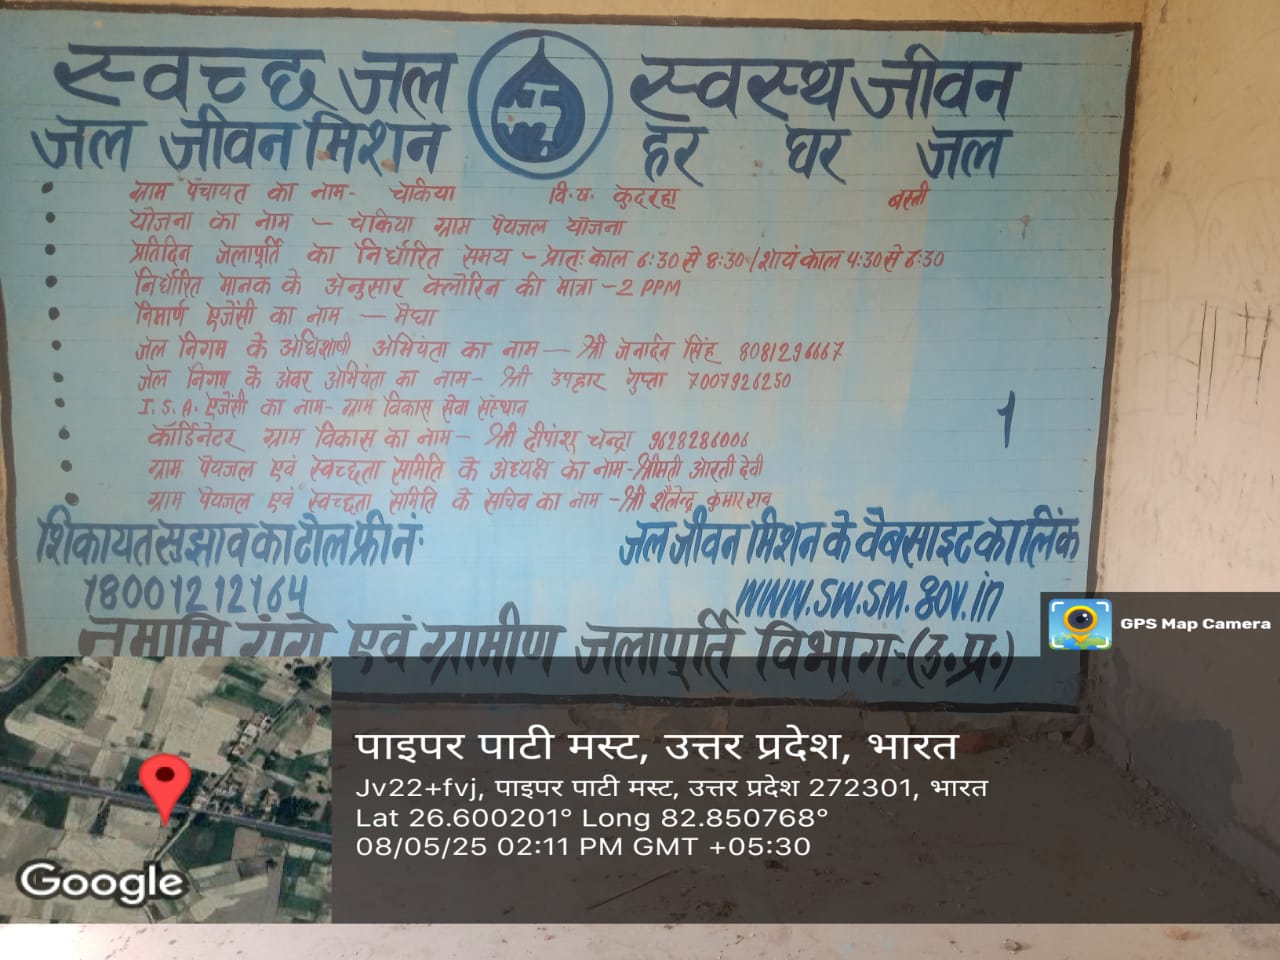 स्वच्छ जल स्वस्थ जीवन
जल जीवन मिशन हर घर जल
ग्राम पंचायत का नाम- चकिया वि.ष. कुदरहा बस्ती
योजना का नाम - चकिया ग्राम पेयजल योजना
प्रतिदिन जलापूर्ति का निर्धारित समय - प्रातः काल 6:30 से 8:30 / शायं काल 4:30 से 6:30
निर्धारित मानक के अनुसार क्लोरिन की मात्रा - 2 PPM
निमार्ण एजेंसी का नाम - मेघा
जल निगम के अधिशाषी अभियंता का नाम - श्री जनार्दन सिंह 8081296667
जल निगम के अवर अभियंता का नाम - श्री उपहार गुप्ता 7007926250
I.S.A. एजेंसी का नाम- ग्राम विकास सेवा संस्थान
कॉर्डिनेटर ग्राम विकास का नाम - श्री दीपांशू चन्द्रा 9628286006
ग्राम पेयजल एवं स्वच्छता समिति के अध्यक्ष का नाम - श्रीमती आरती देवी
ग्राम पेयजल एवं स्वच्छता समिति के सचिव का नाम - श्री शैलेन्द्र कुमार राव
1
शिकायत सुझाव का टोल फ्री नं: जल जीवन मिशन के वेबसाइट का लिंक
18001212164 WWW.SWSM.GOV.in
नमामि गंगे एवं ग्रामीण जलापूर्ति विभाग-(उ.प्र.)
GPS Map Camera
पाइपर पाटी मस्ट, उत्तर प्रदेश, भारत
Jv22+fvj, पाइपर पाटी मस्ट, उत्तर प्रदेश 272301, भारत
Lat 26.600201° Long 82.850768°
08/05/25 02:11 PM GMT +05:30
Google